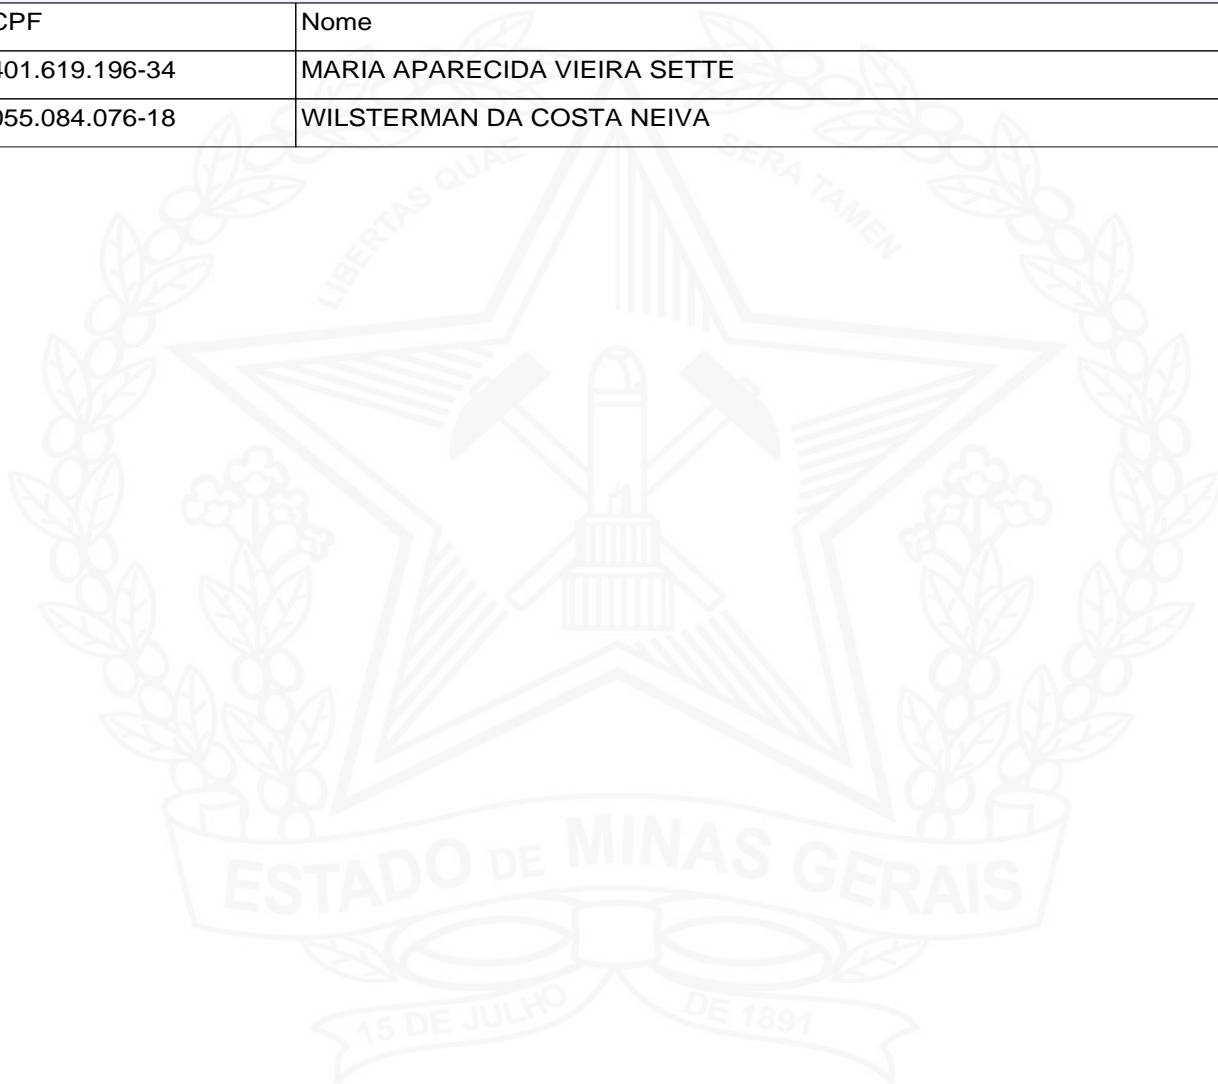 CPF Nome
401.619.196-34 MARIA APARECIDA VIEIRA SETTE
055.084.076-18 WILSTERMAN DA COSTA NEIVA
LIBERTAS QUAE SERA TAMEN
ESTADO DE MINAS GERAIS
15 DE JULHO DE 1891